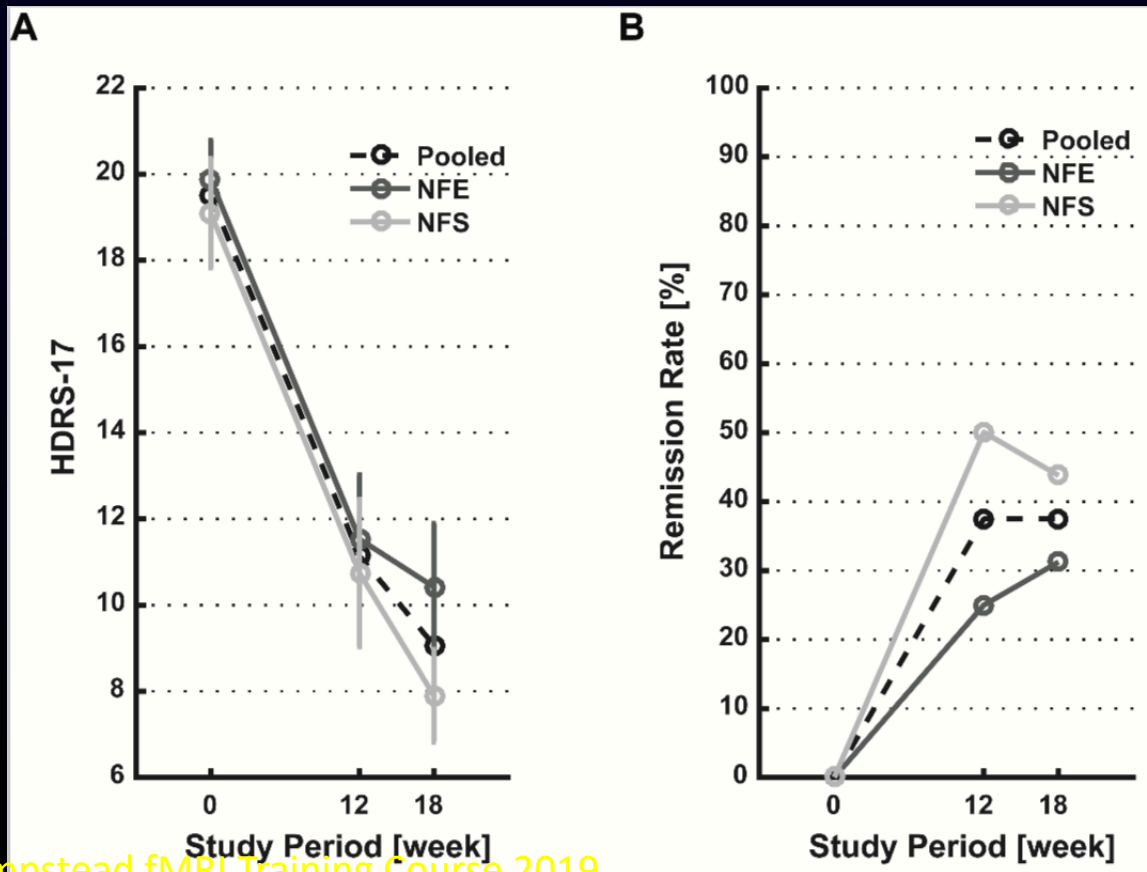 A
22
20
18
16
14
12
10
8
6
HDRS-17
Pooled
NFE
NFS
0 12 18
Study Period [week]
B
100
90
80
70
60
50
40
30
20
10
0
Remission Rate [%]
Pooled
NFE
NFS
0 12 18
Study Period [week]
fMRI Training Course 2019